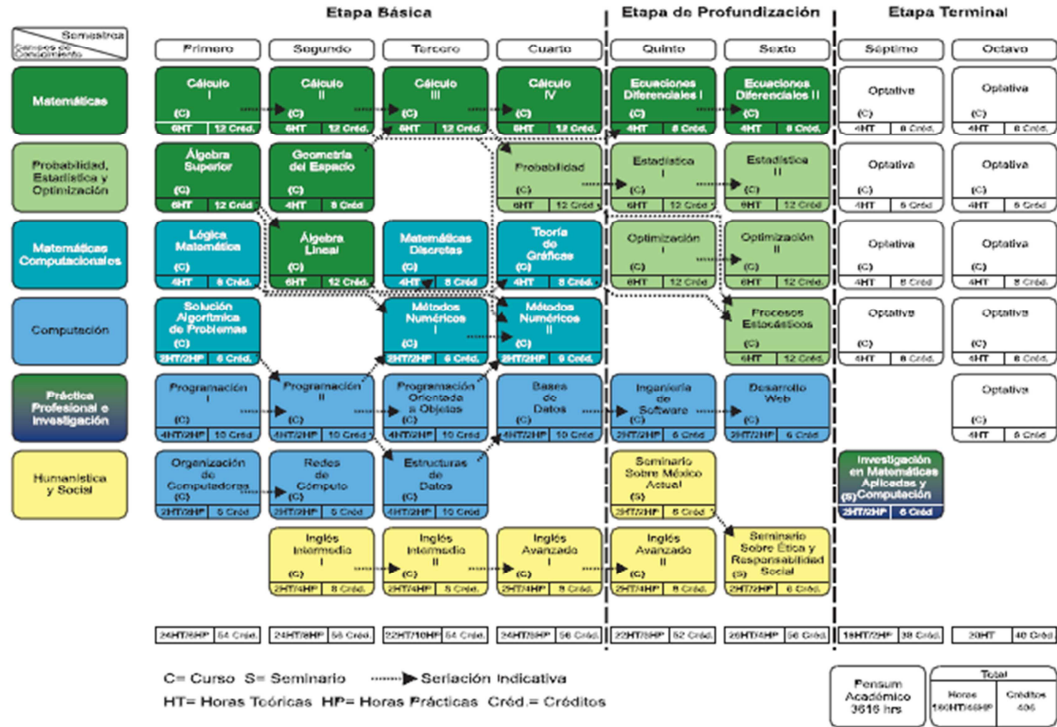 Etapa Básica
Etapa de Profundización
Etapa Terminal
Semestres
Campos de Conocimiento
Primero
Segundo
Tercero
Cuarto
Quinto
Sexto
Séptimo
Octavo
Matemáticas
Cálculo
I
(C)
6HT 12 Créd.
Cálculo
II
(C)
6HT 12 Créd.
Cálculo
III
(C)
6HT 12 Créd.
Cálculo
IV
(C)
6HT 12 Créd.
Ecuaciones
Diferenciales I
(C)
4HT 8 Créd.
Ecuaciones
Diferenciales II
(C)
4HT 8 Créd.
Optativa
(C)
4HT 8 Créd.
Optativa
(C)
4HT 8 Créd.
Probabilidad,
Estadística y
Optimización
Álgebra
Superior
(C)
6HT 12 Créd.
Geometría
del Espacio
(C)
4HT 8 Créd.
Probabilidad
(C)
6HT 12 Créd.
Estadística
I
(C)
6HT 12 Créd.
Estadística
II
(C)
6HT 12 Créd.
Optativa
(C)
4HT 8 Créd.
Optativa
(C)
4HT 8 Créd.
Matemáticas
Computacionales
Lógica
Matemática
(C)
4HT 8 Créd.
Álgebra
Lineal
(C)
6HT 12 Créd.
Matemáticas
Discretas
(C)
4HT 8 Créd.
Teoría
de
Gráficas
(C)
4HT 8 Créd.
Optimización
I
(C)
6HT 12 Créd.
Optimización
II
(C)
6HT 12 Créd.
Optativa
(C)
4HT 8 Créd.
Optativa
(C)
4HT 8 Créd.
Computación
Solución
Algorítmica
de Problemas
(C)
2HT/2HP 6 Créd.
Métodos
Numéricos
I
(C)
2HT/2HP 6 Créd.
Métodos
Numéricos
II
(C)
2HT/2HP 6 Créd.
Procesos
Estocásticos
(C)
6HT 12 Créd.
Optativa
(C)
4HT 8 Créd.
Optativa
(C)
4HT 8 Créd.
Práctica
Profesional e
Investigación
Programación
I
(C)
4HT/2HP 10 Créd.
Programación
II
(C)
4HT/2HP 10 Créd.
Programación
Orientada
a Objetos
(C)
4HT/2HP 10 Créd.
Bases
de
Datos
(C)
4HT/2HP 10 Créd.
Ingeniería
de
Software
(C)
2HT/2HP 6 Créd.
Desarrollo
Web
(C)
2HT/2HP 6 Créd.
Optativa
(C)
4HT
Humanística
y Social
Organización
de
Computadoras
(C)
2HT/2HP 6 Créd.
Redes
de
Cómputo
(C)
2HT/2HP 6 Créd.
Estructuras
de
Datos
(C)
4HT/2HP 10 Créd.
Seminario
Sobre México
Actual
(S)
2HT/2HP 6 Créd.
Investigación
en Matemáticas
Aplicadas y
Computación
(S)
2HT/2HP 6 Créd.
Inglés
Intermedio
I
(C)
2HT/4HP 8 Créd.
Inglés
Intermedio
II
(C)
2HT/4HP 8 Créd.
Inglés
Avanzado
I
(C)
2HT/4HP 8 Créd.
Inglés
Avanzado
II
(C)
2HT/4HP 8 Créd.
Seminario
Sobre Ética y
Responsabilidad
Social
(S)
2HT/2HP 6 Créd.
54 Créd.
56 Créd.
22HT/10HP 54 Créd.
56 Créd.
52 Créd.
26HT/4HP 56 Créd.
18HT/2HP 38 Créd.
20HT 40 Créd.
C= Curso S= Seminario Seriación Indicativa
HT= Horas Teóricas HP= Horas Prácticas Créd.= Créditos
Pensum
Académico
3616 hrs
Total
Horas
Créditos
406